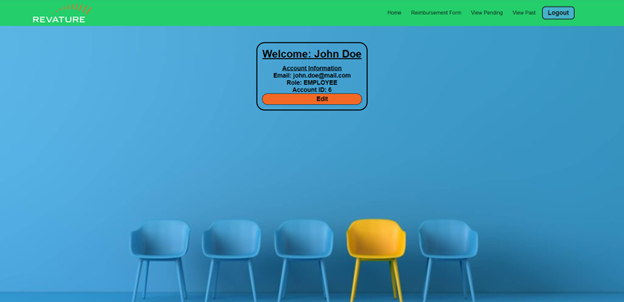 REVATURE
Home Reimbursement Form View Pending View Past Logout
Welcome: John Doe
Account Information
Email: john.doe@mail.com
Role: EMPLOYEE
Account ID: 6
Edit